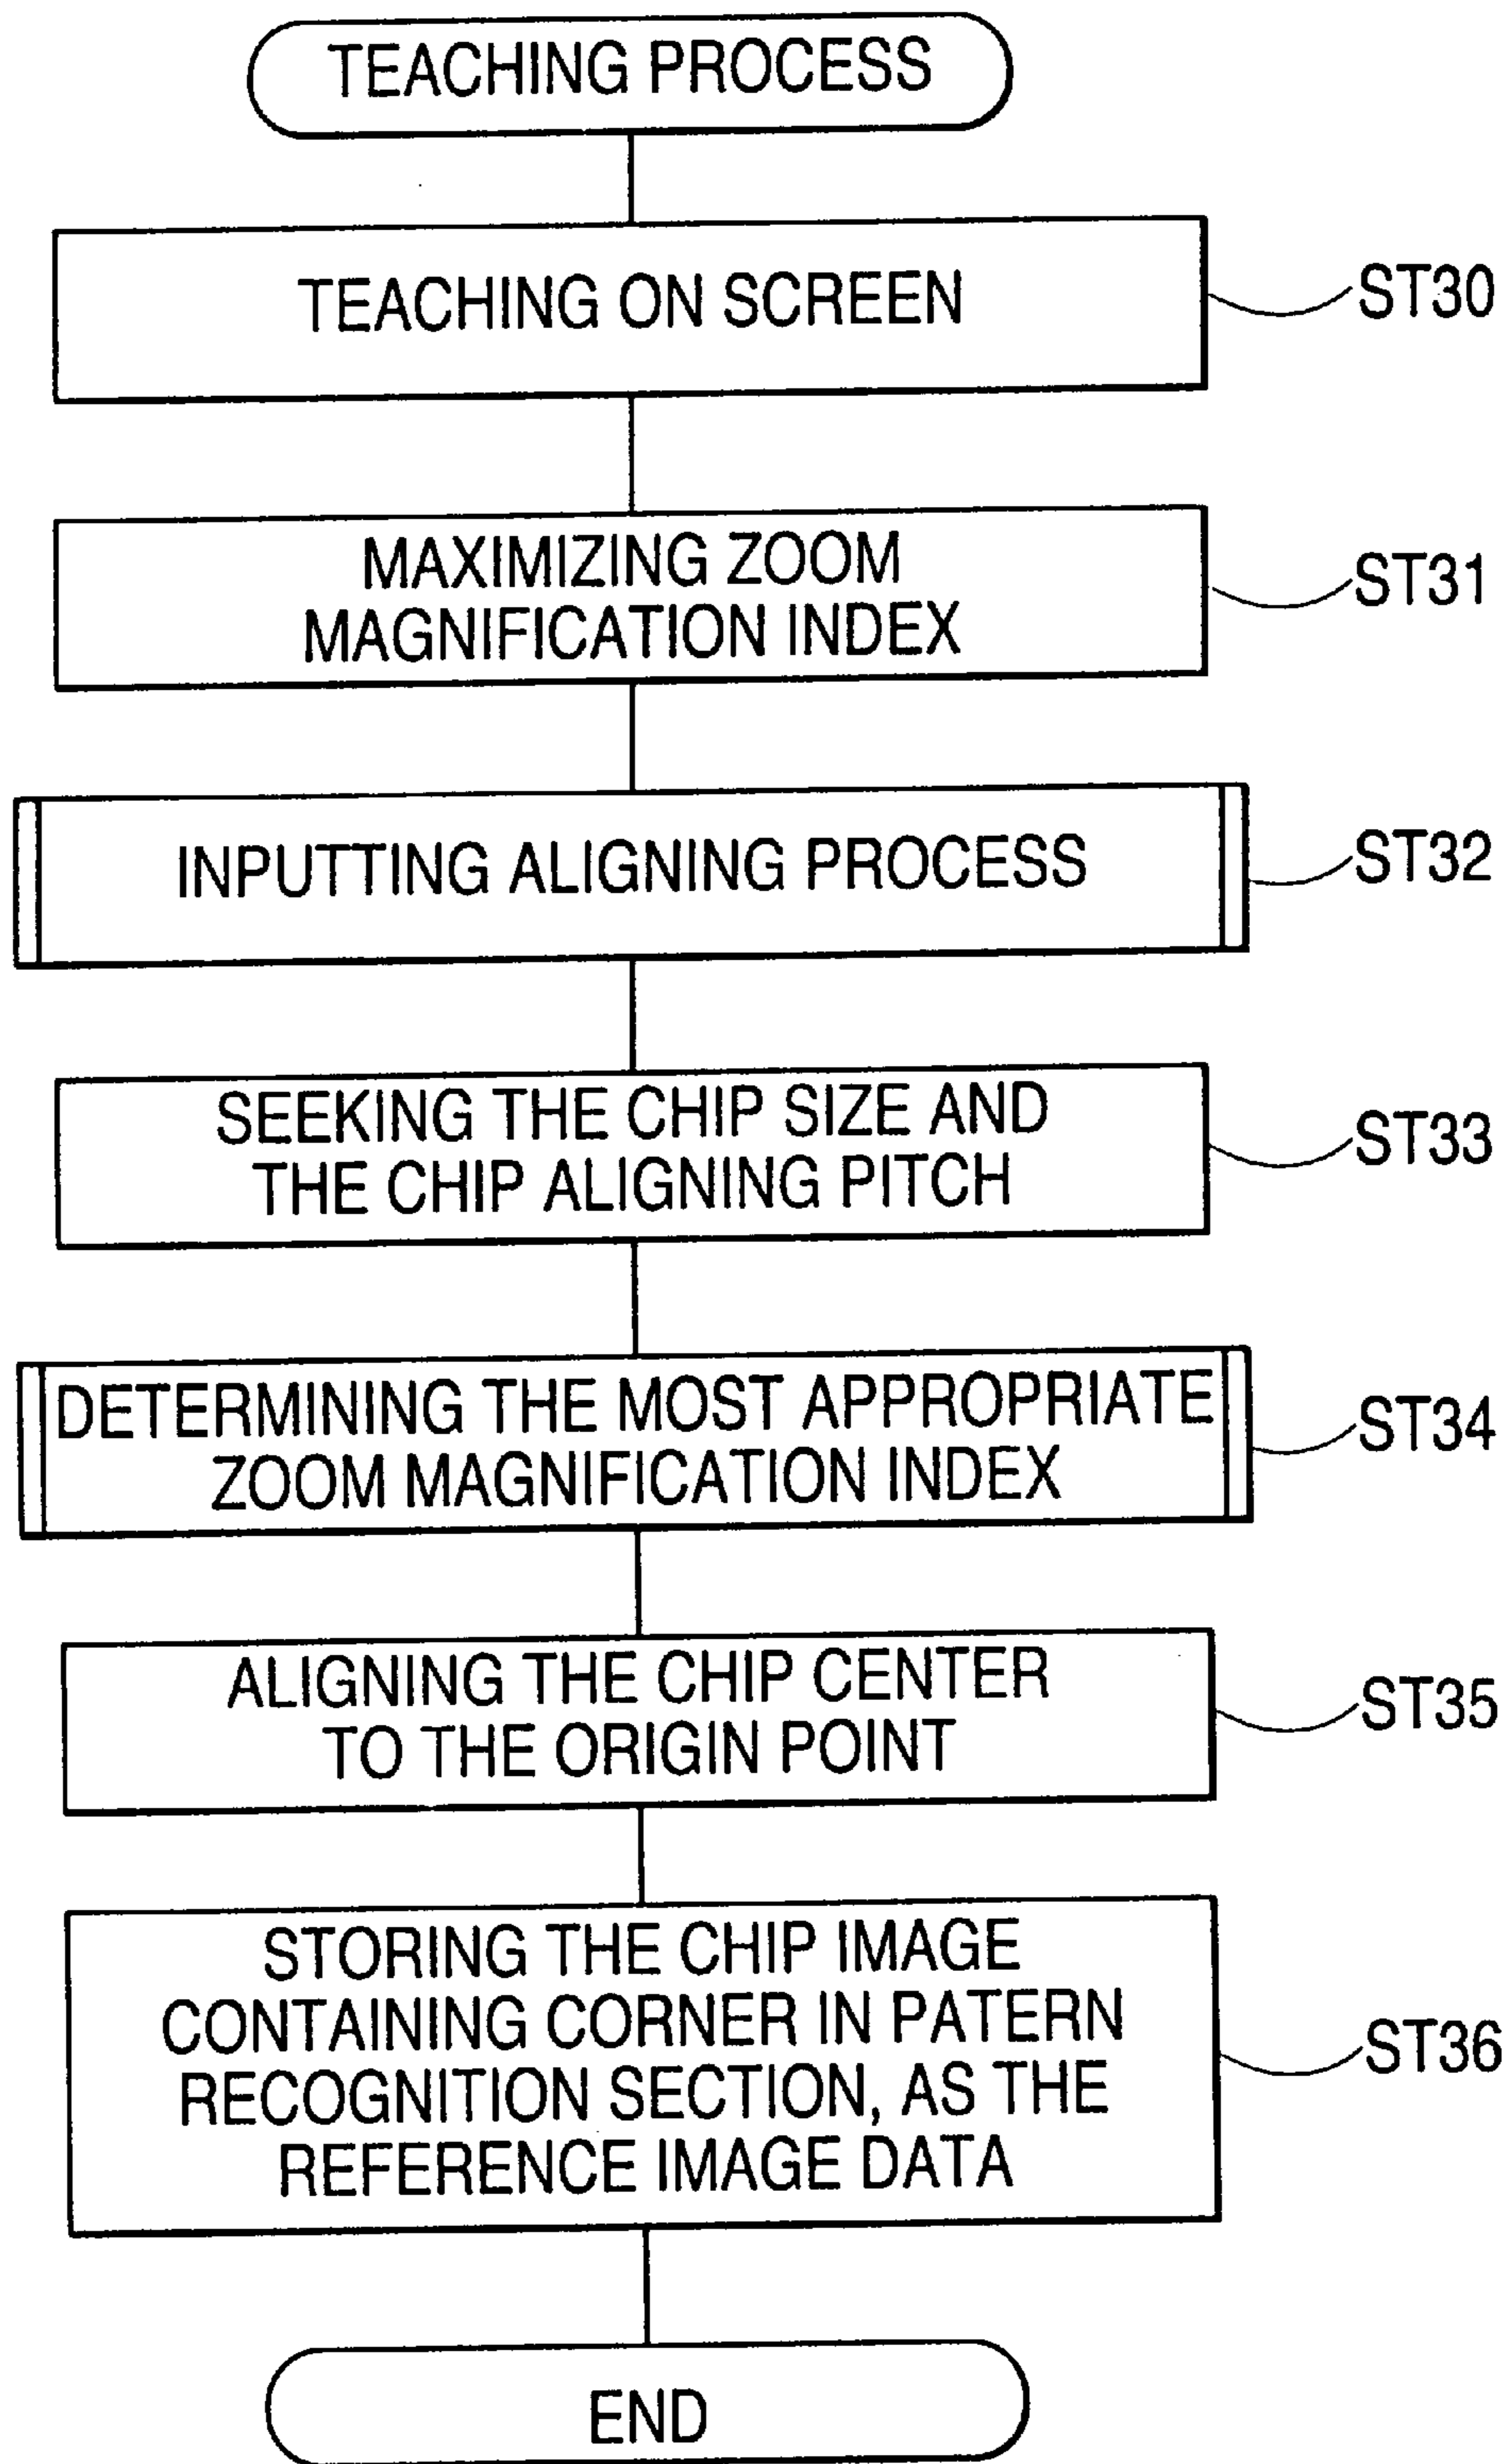 TEACHING PROCESS
TEACHING ON SCREEN
ST30
MAXIMIZING ZOOM
MAGNIFICATION INDEX
ST31
INPUTTING ALIGNING PROCESS
ST32
SEEKING THE CHIP SIZE AND
THE CHIP ALIGNING PITCH
ST33
DETERMINING THE MOST APPROPRIATE
ZOOM MAGNIFICATION INDEX
ST34
ALIGNING THE CHIP CENTER
TO THE ORIGIN POINT
ST35
STORING THE CHIP IMAGE
CONTAINING CORNER IN PATERN
RECOGNITION SECTION, AS THE
REFERENCE IMAGE DATA
ST36
END